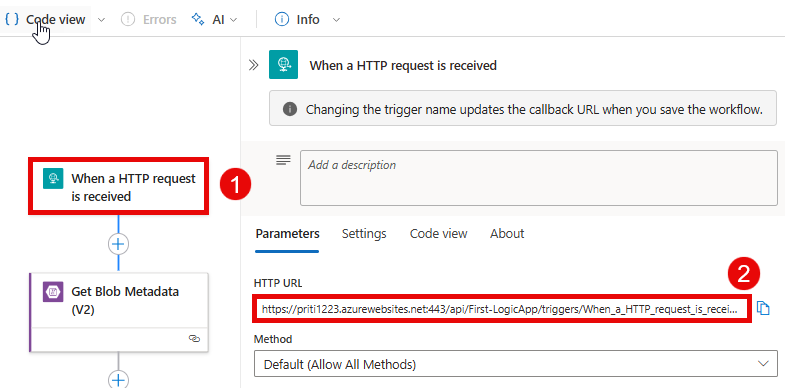 { } Code view
Errors
AI
Info
When a HTTP request is received
Changing the trigger name updates the callback URL when you save the workflow.
Add a description
When a HTTP request
is received
1
Parameters Settings Code view About
Get Blob Metadata
(V2)
HTTP URL
2
https://priti1223.azurewebsites.net:443/api/First-LogicApp/triggers/When_a_HTTP_request_is_recei...
Method
Default (Allow All Methods)